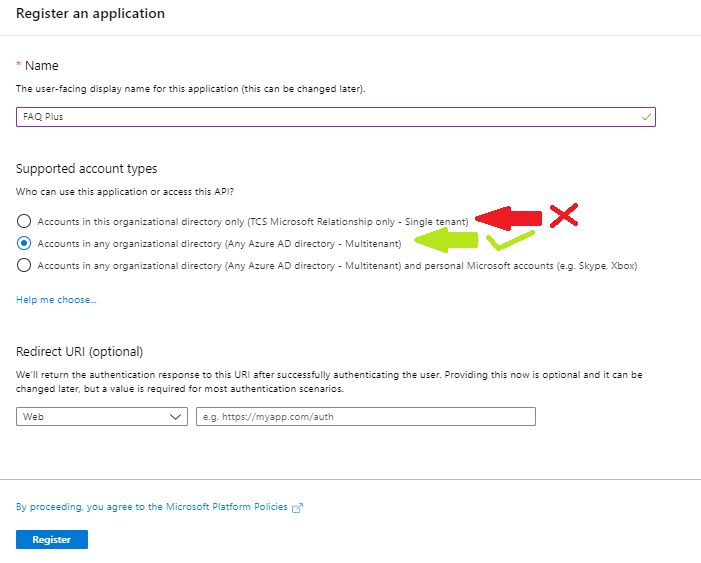 Register an application
* Name
The user-facing display name for this application (this can be changed later).
FAQ Plus
Supported account types
Who can use this application or access this API?
Accounts in this organizational directory only (TCS Microsoft Relationship only - Single tenant)
Accounts in any organizational directory (Any Azure AD directory - Multitenant)
Accounts in any organizational directory (Any Azure AD directory - Multitenant) and personal Microsoft accounts (e.g. Skype, Xbox)
Help me choose...
Redirect URI (optional)
We'll return the authentication response to this URI after successfully authenticating the user. Providing this now is optional and it can be
changed later, but a value is required for most authentication scenarios.
Web
e.g. https://myapp.com/auth
By proceeding, you agree to the Microsoft Platform Policies
Register